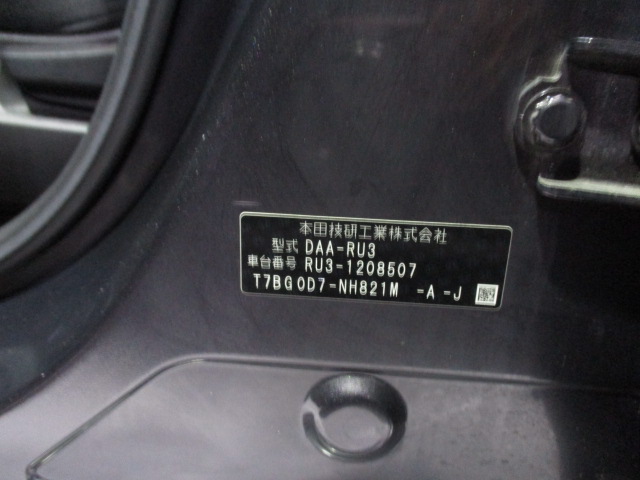 本田技研工業株式会社
型式 DAA-RU3
車台番号 RU3-1208507
T7BG0D7-NH821M -A-J